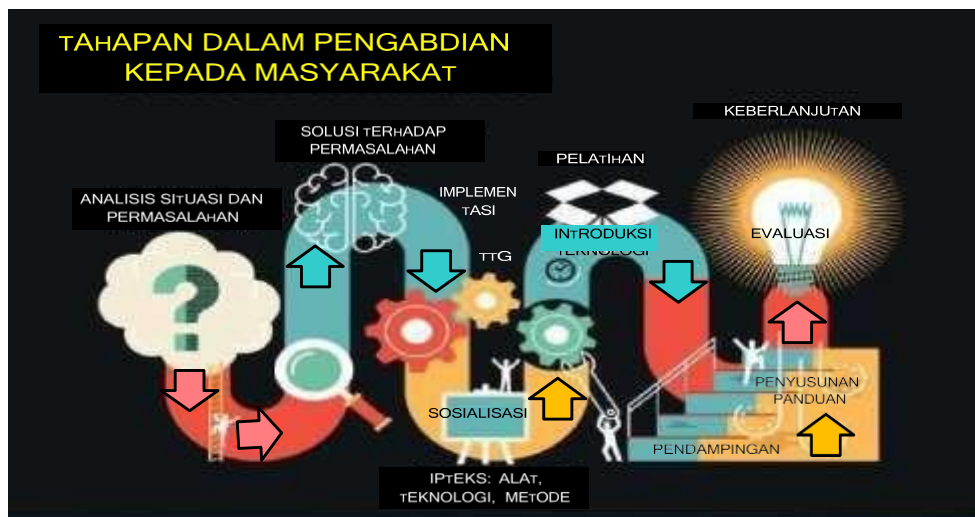 TAHAPAN DALAM PENGABDIAN
KEPADA MASYARAKAT
ANALISIS SITUASI DAN
PERMASALAHAN
SOLUSI TERHADAP
PERMASALAHAN
IMPLEMEN
TASI
TTG
SOSIALISASI
IPTEKS: ALAT,
TEKNOLOGI, METODE
PELATIHAN
INTRODUKSI
TEKNOLOGI
PENDAMPINGAN
PENYUSUNAN
PANDUAN
EVALUASI
KEBERLANJUTAN